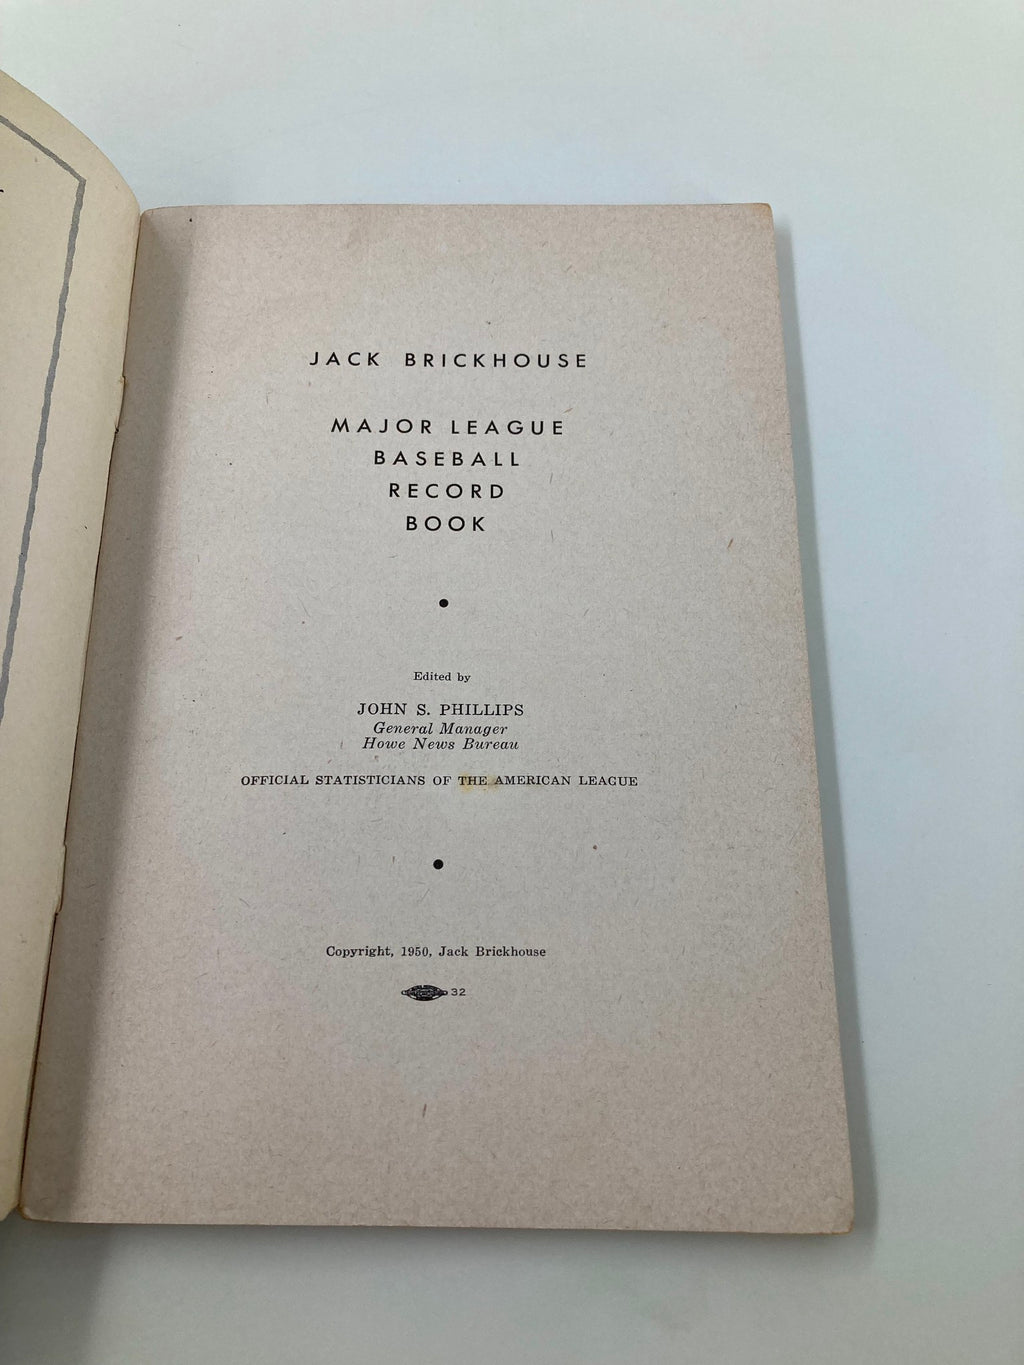 JACK BRICKHOUSE
MAJOR LEAGUE
BASEBALL
RECORD
BOOK
Edited by
JOHN S. PHILLIPS
General Manager
Howe News Bureau
OFFICIAL STATISTICIANS OF THE AMERICAN LEAGUE
Copyright, 1950, Jack Brickhouse
32